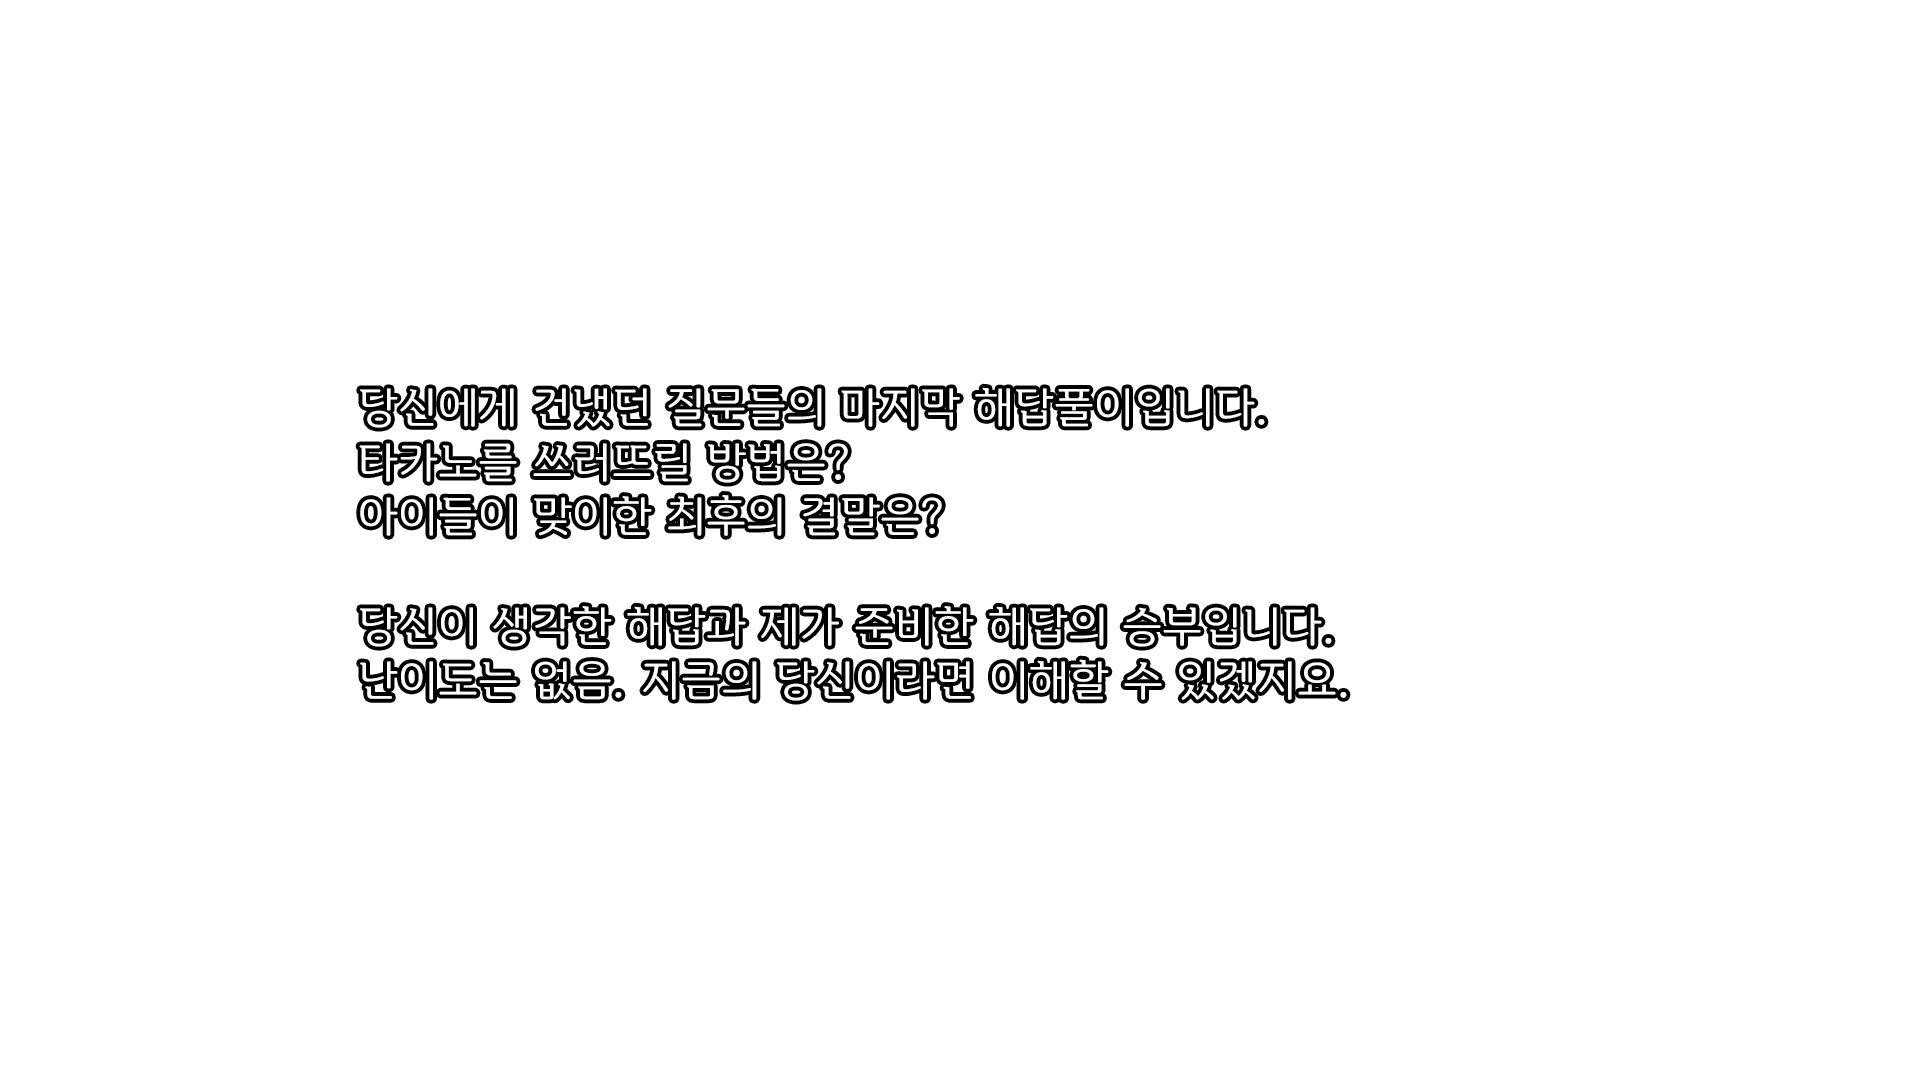 당신에게 건냈던 질문들의 마지막 해답풀이입니다.
타카노를 쓰러뜨릴 방법은?
아이들이 맞이한 최후의 결말은?
당신이 생각한 해답과 제가 준비한 해답의 승부입니다.
난이도는 없음. 지금의 당신이라면 이해할 수 있겠지요.